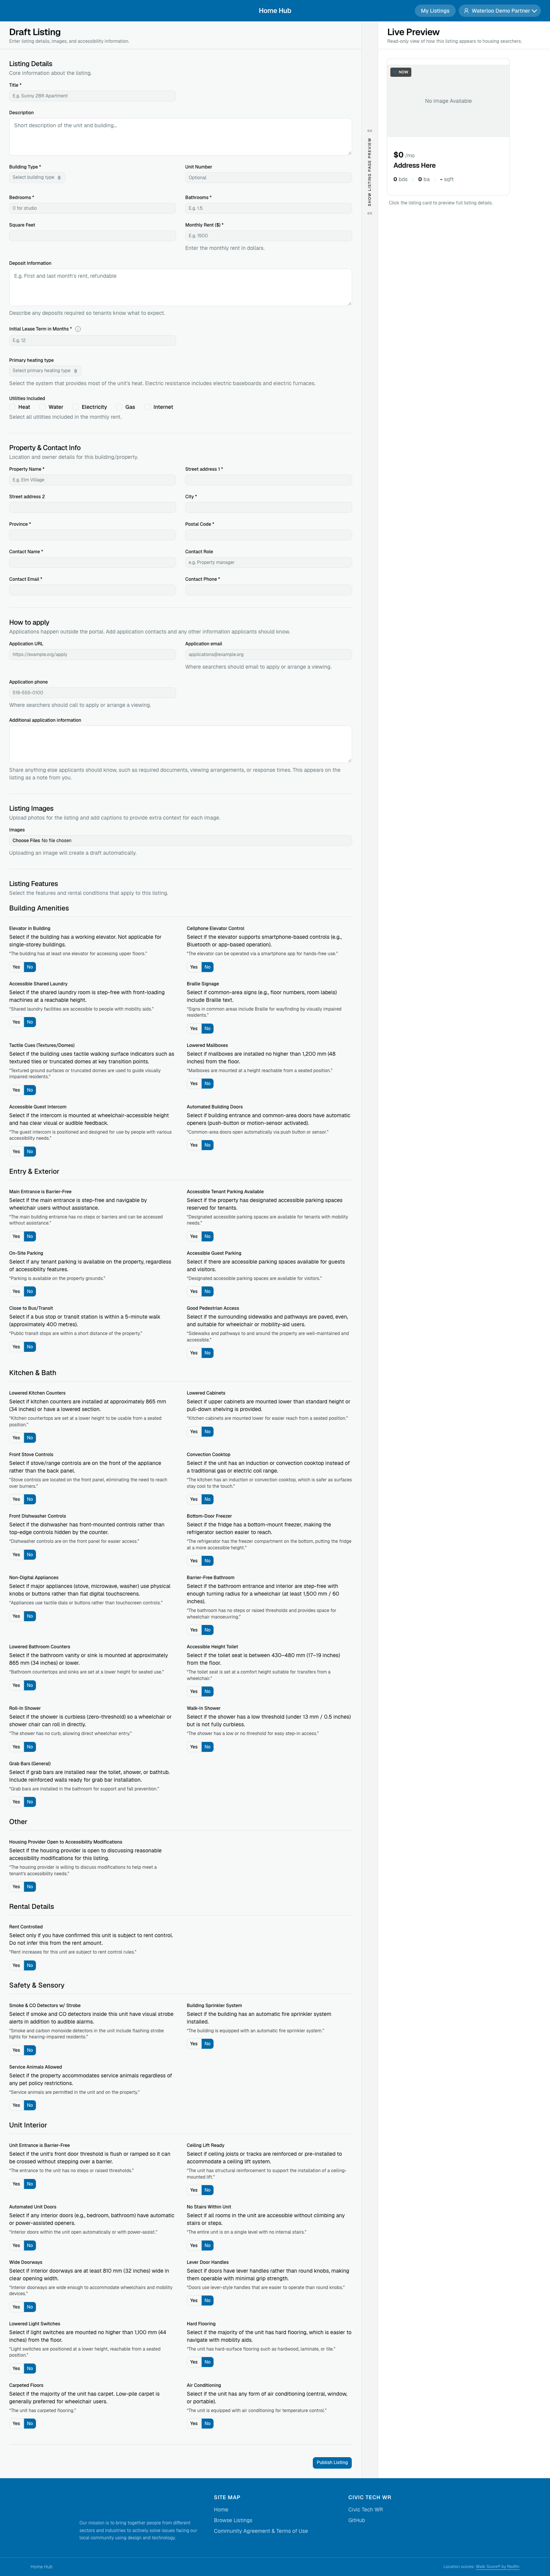 Home Hub
My Listings
Waterloo Demo Partner
Draft Listing
Enter listing details, images, and accessibility information.
Listing Details
Core information about the listing.
Title *
E.g. Sunny 2BR Apartment
Description
Short description of the unit and building...
Building Type *
Unit Number
Select building type
Optional
Bedrooms *
Bathrooms *
0 for studio
E.g. 1.5
Square Feet
Monthly Rent ($) *
E.g. 1500
Enter the monthly rent in dollars.
Deposit Information
E.g. First and last month's rent, refundable
Describe any deposits required so tenants know what to expect.
Initial Lease Term in Months *
E.g. 12
Primary heating type
Select primary heating type
Select the system that provides most of the unit's heat. Electric resistance includes electric baseboards and electric furnaces.
Utilities Included
Heat
Water
Electricity
Gas
Internet
Select all utilities included in the monthly rent.
Property & Contact Info
Location and owner details for this building/property.
Property Name *
Street address 1 *
E.g. Elm Village
Street address 2
City *
Province *
Postal Code *
Contact Name *
Contact Role
e.g. Property manager
Contact Email *
Contact Phone *
How to apply
Applications happen outside the portal. Add application contacts and any other information applicants should know.
Application URL
Application email
https://example.org/apply
applications@example.org
Where searchers should email to apply or arrange a viewing.
Application phone
519-555-0100
Where searchers should call to apply or arrange a viewing.
Additional application information
Share anything else applicants should know, such as required documents, viewing arrangements, or response times. This appears on the
listing as a note from you.
Listing Images
Upload photos for the listing and add captions to provide extra context for each image.
Images
Choose Files No file chosen
Uploading an image will create a draft automatically.
Listing Features
Select the features and rental conditions that apply to this listing.
Building Amenities
Elevator in Building
Select if the building has a working elevator. Not applicable for
single-storey buildings.
"The building has at least one elevator for accessing upper floors."
Yes No
Cellphone Elevator Control
Select if the elevator supports smartphone-based controls (e.g.,
Bluetooth or app-based operation).
"The elevator can be operated via a smartphone app for hands-free use."
Yes No
Accessible Shared Laundry
Select if the shared laundry room is step-free with front-loading
machines at a reachable height.
"Shared laundry facilities are accessible to people with mobility aids."
Yes No
Braille Signage
Select if common-area signs (e.g., floor numbers, room labels)
include Braille text.
"Signs in common areas include Braille for wayfinding by visually impaired
residents."
Yes No
Tactile Cues (Textures/Domes)
Select if the building uses tactile walking surface indicators such as
textured tiles or truncated domes at key transition points.
"Textured ground surfaces or truncated domes are used to guide visually
impaired residents."
Yes No
Lowered Mailboxes
Select if mailboxes are installed no higher than 1,200 mm (48
inches) from the floor.
"Mailboxes are mounted at a height reachable from a seated position."
Yes No
Accessible Guest Intercom
Select if the intercom is mounted at wheelchair-accessible height
and has clear visual or audible feedback.
"The guest intercom is positioned and designed for use by people with various
accessibility needs."
Yes No
Automated Building Doors
Select if building entrance and common-area doors have automatic
openers (push-button or motion-sensor activated).
"Common-area doors open automatically via push button or sensor."
Yes No
Entry & Exterior
Main Entrance is Barrier-Free
Select if the main entrance is step-free and navigable by
wheelchair users without assistance.
"The main building entrance has no steps or barriers and can be accessed
without assistance."
Yes No
Accessible Tenant Parking Available
Select if the property has designated accessible parking spaces
reserved for tenants.
"Designated accessible parking spaces are available for tenants with mobility
needs."
Yes No
On-Site Parking
Select if any tenant parking is available on the property, regardless
of accessibility features.
"Parking is available on the property grounds."
Yes No
Accessible Guest Parking
Select if there are accessible parking spaces available for guests
and visitors.
"Designated accessible parking spaces are available for visitors."
Yes No
Close to Bus/Transit
Select if a bus stop or transit station is within a 5-minute walk
(approximately 400 metres).
"Public transit stops are within a short distance of the property."
Yes No
Good Pedestrian Access
Select if the surrounding sidewalks and pathways are paved, even,
and suitable for wheelchair or mobility-aid users.
"Sidewalks and pathways to and around the property are well-maintained and
accessible."
Yes No
Kitchen & Bath
Lowered Kitchen Counters
Select if kitchen counters are installed at approximately 865 mm
(34 inches) or have a lowered section.
"Kitchen countertops are set at a lower height to be usable from a seated
position."
Yes No
Lowered Cabinets
Select if upper cabinets are mounted lower than standard height or
pull-down shelving is provided.
"Kitchen cabinets are mounted lower for easier reach from a seated position."
Yes No
Front Stove Controls
Select if stove/range controls are on the front of the appliance
rather than the back panel.
"Stove controls are located on the front panel, eliminating the need to reach
over burners."
Yes No
Convection Cooktop
Select if the unit has an induction or convection cooktop instead of
a traditional gas or electric coil range.
"The kitchen has an induction or convection cooktop, which is safer as surfaces
stay cool to the touch."
Yes No
Front Dishwasher Controls
Select if the dishwasher has front-mounted controls rather than
top-edge controls hidden by the counter.
"Dishwasher controls are on the front panel for easier access."
Yes No
Bottom-Door Freezer
Select if the fridge has a bottom-mount freezer, making the
refrigerator section easier to reach.
"The refrigerator has the freezer compartment on the bottom, putting the fridge
at a more accessible height."
Yes No
Non-Digital Appliances
Select if major appliances (stove, microwave, washer) use physical
knobs or buttons rather than flat digital touchscreens.
"Appliances use tactile dials or buttons rather than touchscreen controls."
Yes No
Barrier-Free Bathroom
Select if the bathroom entrance and interior are step-free with
enough turning radius for a wheelchair (at least 1,500 mm / 60
inches).
"The bathroom has no steps or raised thresholds and provides space for
wheelchair manoeuvring."
Yes No
Lowered Bathroom Counters
Select if the bathroom vanity or sink is mounted at approximately
865 mm (34 inches) or lower.
"Bathroom countertops and sinks are set at a lower height for seated use."
Yes No
Accessible Height Toilet
Select if the toilet seat is between 430–480 mm (17–19 inches)
from the floor.
"The toilet seat is set at a comfort height suitable for transfers from a
wheelchair."
Yes No
Roll-In Shower
Select if the shower is curbless (zero-threshold) so a wheelchair or
shower chair can roll in directly.
"The shower has no curb, allowing direct wheelchair entry."
Yes No
Walk-In Shower
Select if the shower has a low threshold (under 13 mm / 0.5 inches)
but is not fully curbless.
"The shower has a low or no threshold for easy step-in access."
Yes No
Grab Bars (General)
Select if grab bars are installed near the toilet, shower, or bathtub.
Include reinforced walls ready for grab bar installation.
"Grab bars are installed in the bathroom for support and fall prevention."
Yes No
Other
Housing Provider Open to Accessibility Modifications
Select if the housing provider is open to discussing reasonable
accessibility modifications for this listing.
"The housing provider is willing to discuss modifications to help meet a
tenant's accessibility needs."
Yes No
Rental Details
Rent Controlled
Select only if you have confirmed this unit is subject to rent control.
Do not infer this from the rent amount.
"Rent increases for this unit are subject to rent control rules."
Yes No
Safety & Sensory
Smoke & CO Detectors w/ Strobe
Select if smoke and CO detectors inside this unit have visual strobe
alerts in addition to audible alarms.
"Smoke and carbon monoxide detectors in the unit include flashing strobe
lights for hearing-impaired residents."
Yes No
Building Sprinkler System
Select if the building has an automatic fire sprinkler system
installed.
"The building is equipped with an automatic fire sprinkler system."
Yes No
Service Animals Allowed
Select if the property accommodates service animals regardless of
any pet policy restrictions.
"Service animals are permitted in the unit and on the property."
Yes No
Unit Interior
Unit Entrance is Barrier-Free
Select if the unit's front door threshold is flush or ramped so it can
be crossed without stepping over a barrier.
"The entrance to the unit has no steps or raised thresholds."
Yes No
Ceiling Lift Ready
Select if ceiling joists or tracks are reinforced or pre-installed to
accommodate a ceiling lift system.
"The unit has structural reinforcement to support the installation of a ceiling-
mounted lift."
Yes No
Automated Unit Doors
Select if any interior doors (e.g., bedroom, bathroom) have automatic
or power-assisted openers.
"Interior doors within the unit open automatically or with power-assist."
Yes No
No Stairs Within Unit
Select if all rooms in the unit are accessible without climbing any
stairs or steps.
"The entire unit is on a single level with no internal stairs."
Yes No
Wide Doorways
Select if interior doorways are at least 810 mm (32 inches) wide in
clear opening width.
"Interior doorways are wide enough to accommodate wheelchairs and mobility
devices."
Yes No
Lever Door Handles
Select if doors have lever handles rather than round knobs, making
them operable with minimal grip strength.
"Doors use lever-style handles that are easier to operate than round knobs."
Yes No
Lowered Light Switches
Select if light switches are mounted no higher than 1,100 mm (44
inches) from the floor.
"Light switches are positioned at a lower height, reachable from a seated
position."
Yes No
Hard Flooring
Select if the majority of the unit has hard flooring, which is easier to
navigate with mobility aids.
"The unit has hard-surface flooring such as hardwood, laminate, or tile."
Yes No
Carpeted Floors
Select if the majority of the unit has carpet. Low-pile carpet is
generally preferred for wheelchair users.
"The unit has carpeted flooring."
Yes No
Air Conditioning
Select if the unit has any form of air conditioning (central, window,
or portable).
"The unit is equipped with air conditioning for temperature control."
Yes No
Publish Listing
SHOW LISTING PAGE PREVIEW
Live Preview
Read-only view of how this listing appears to housing searchers.
NOW
No Image Available
$0 /mo
Address Here
0 bds
0 ba
- sqft
Click the listing card to preview full listing details.
Our mission is to bring together people from different
sectors and industries to actively solve issues facing our
local community using design and technology.
SITE MAP
Home
Browse Listings
Community Agreement & Terms of Use
CIVIC TECH WR
Civic Tech WR
GitHub
Home Hub
Location scores: Walk Score® by Redfin